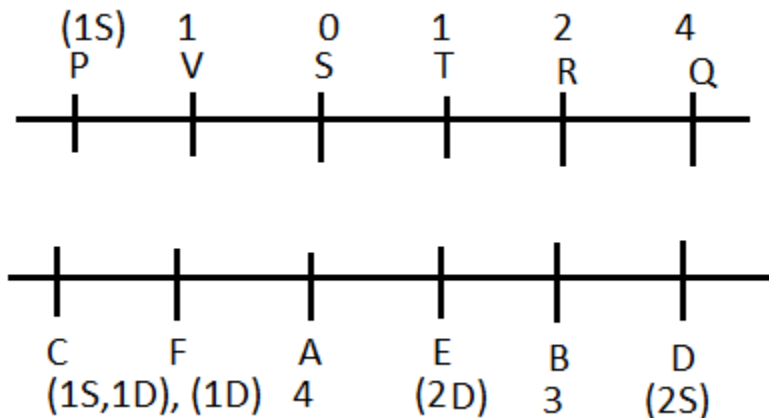 (1S) 1 0 1 2 4
P V S T R Q
C F A E B D
(1S,1D), (1D) 4 (2D) 3 (2S)